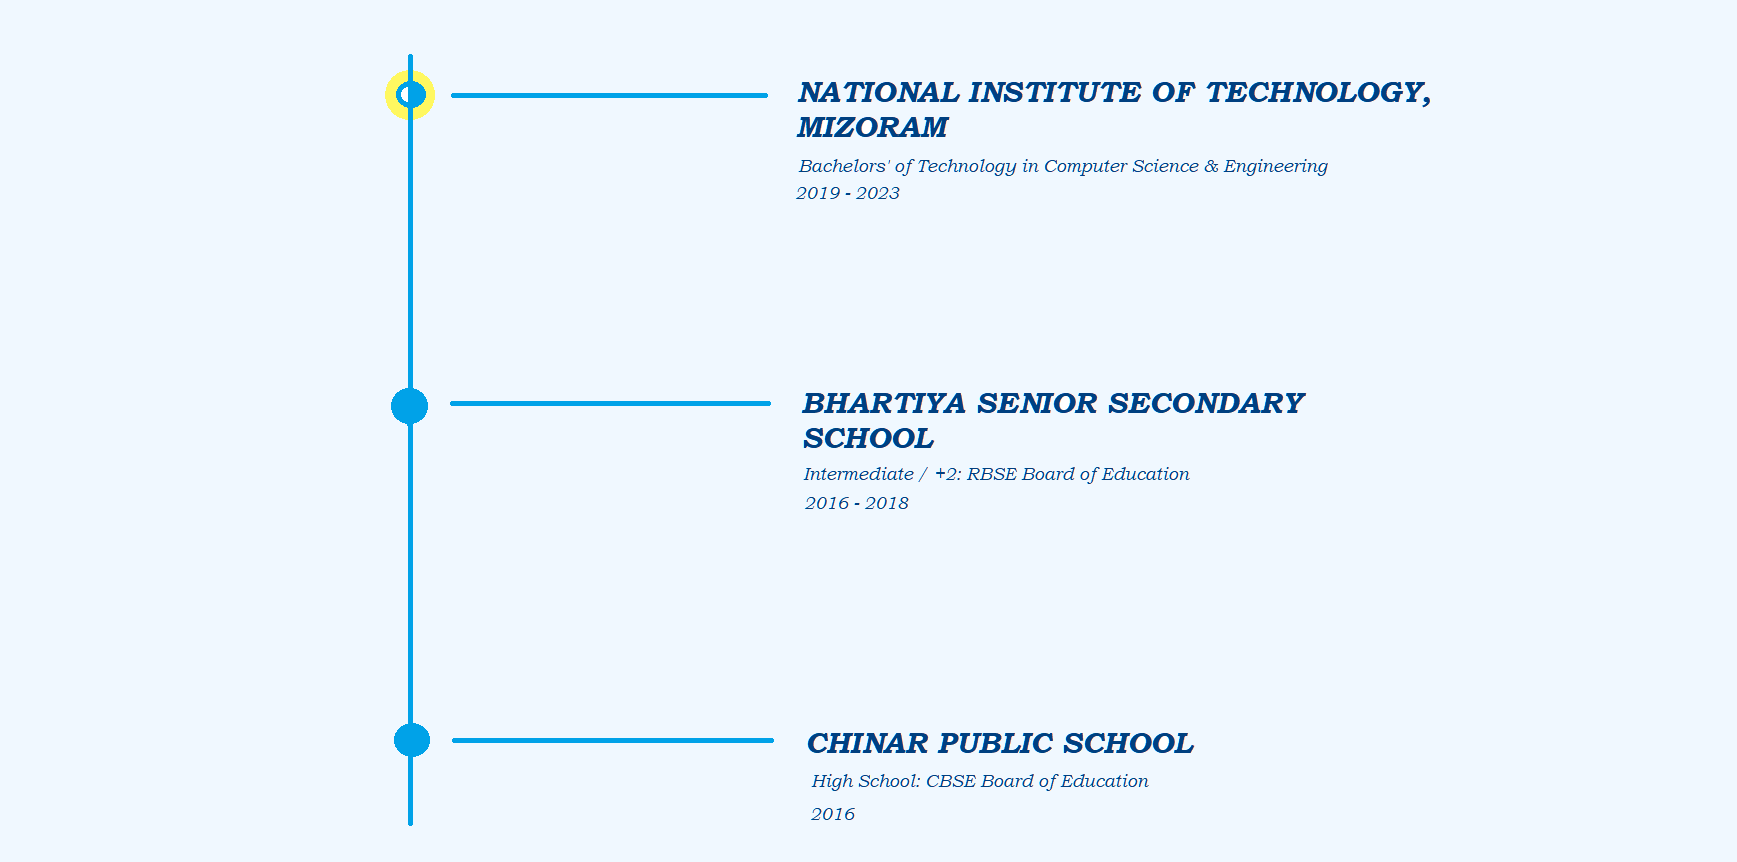 NATIONAL INSTITUTE OF TECHNOLOGY,
MIZORAM
Bachelors' of Technology in Computer Science & Engineering
2019 - 2023
BHARTIYA SENIOR SECONDARY
SCHOOL
Intermediate / +2: RBSE Board of Education
2016 - 2018
CHINAR PUBLIC SCHOOL
High School: CBSE Board of Education
2016